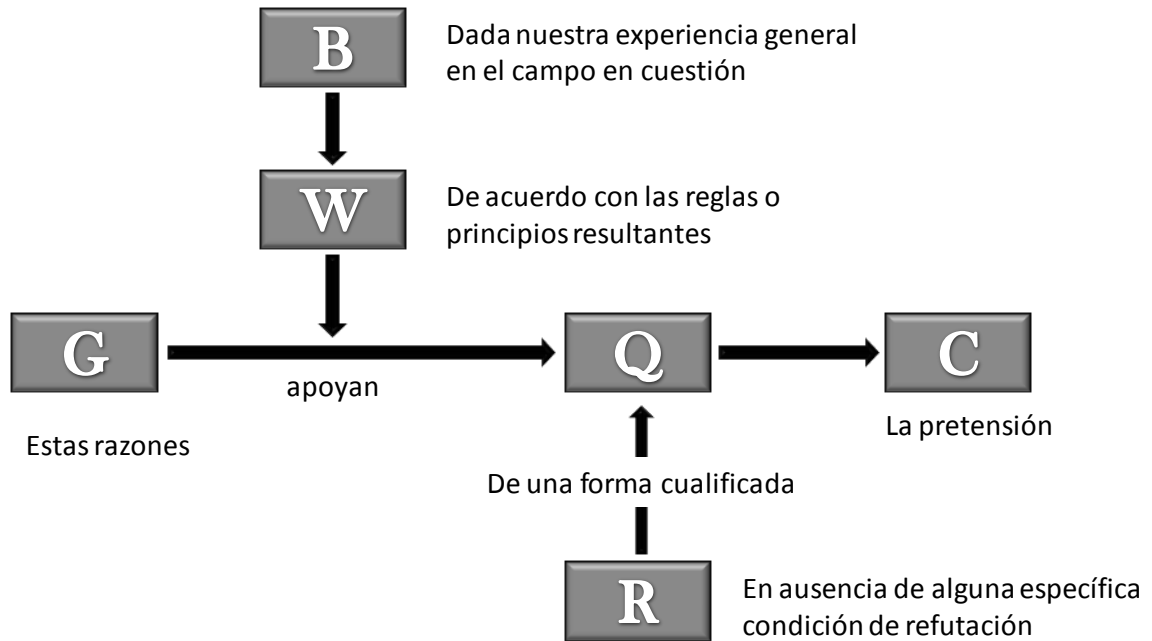 B
Dada nuestra experiencia general
en el campo en cuestión
W
De acuerdo con las reglas o
principios resultantes
G
Q
C
apoyan
Estas razones
La pretensión
De una forma cualificada
R
En ausencia de alguna específica
condición de refutación